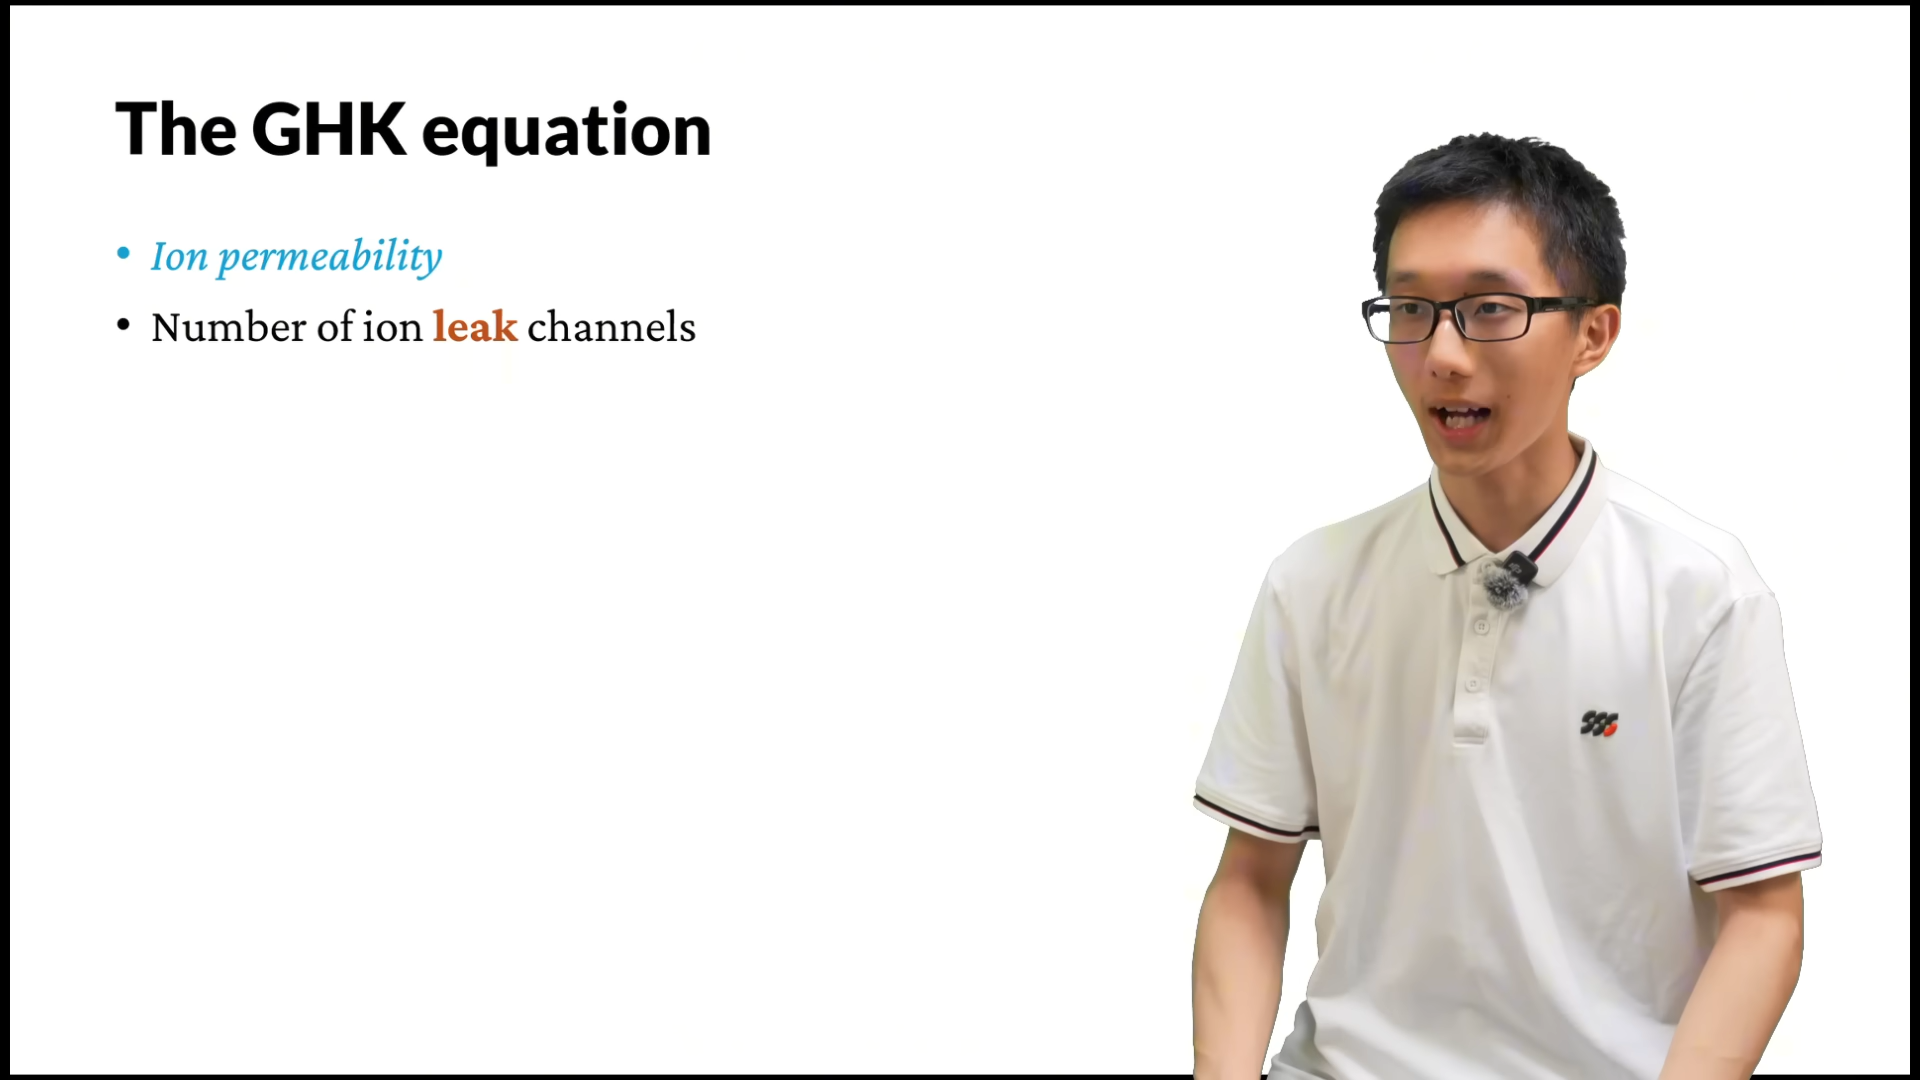 The GHK equation
• Ion permeability
• Number of ion leak channels